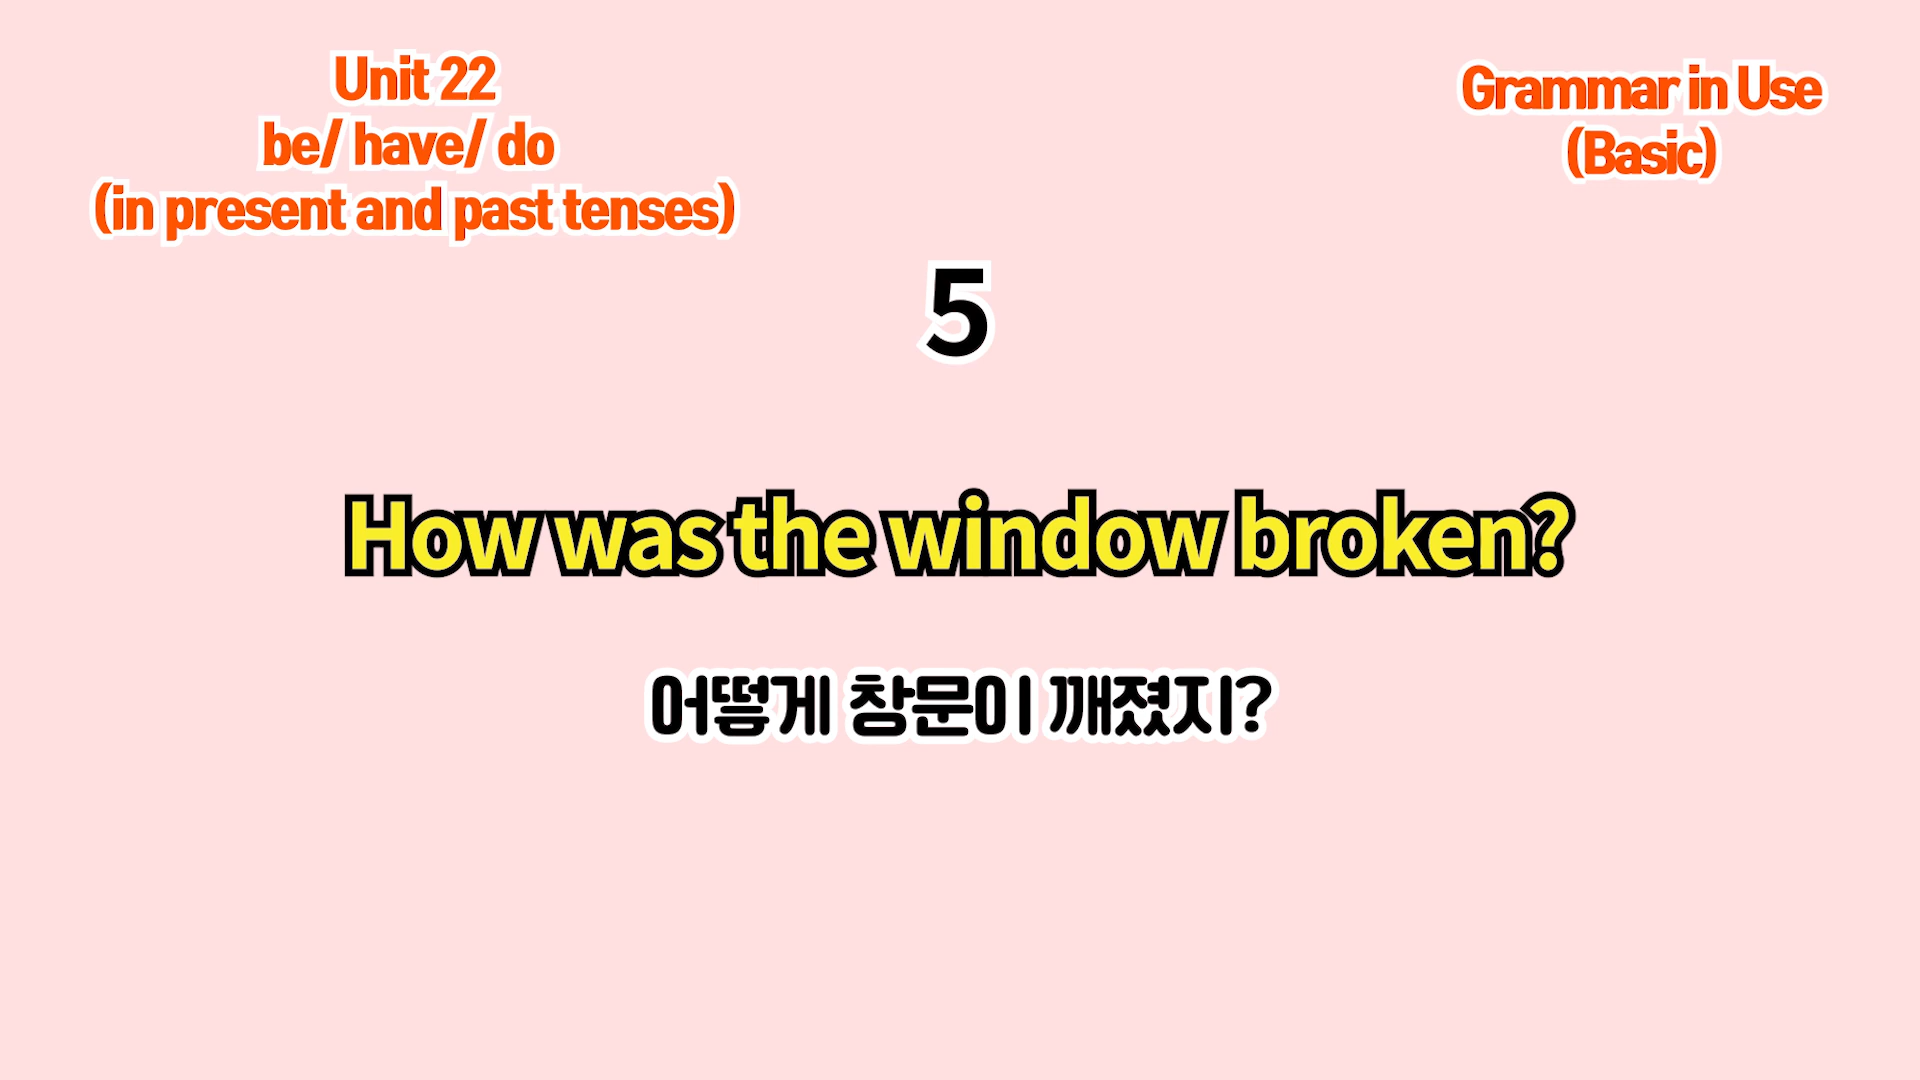 Unit 22
be/ have/ do
(in present and past tenses)
Grammar in Use
(Basic)
5
How was the window broken?
어떻게 창문이 깨졌지?